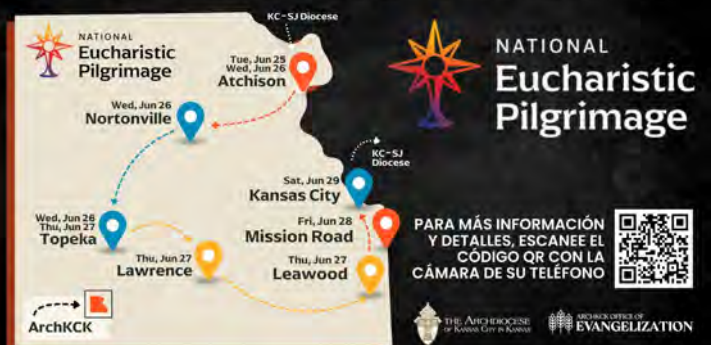 KC-SJ Diocese
NATIONAL
Eucharistic
Pilgrimage
Tue, Jun 25
Wed, Jun 26
Atchison
Wed, Jun 26
Nortonville
KC-SJ
Diocese
Sat, Jun 29
Kansas City
Wed, Jun 26
Thu, Jun 27
Topeka
Fri, Jun 28
Mission Road
Thu, Jun 27
Lawrence
Thu, Jun 27
Leawood
ArchKCK
NATIONAL
Eucharistic
Pilgrimage
PARA MÁS INFORMACIÓN
Y DETALLES, ESCANEE EL
CÓDIGO QR CON LA
CÁMARA DE SU TELÉFONO
THE ARCHDIOCESE
OF KANSAS CITY IN KANSAS
ARCHKCK OFFICE OF
EVANGELIZATION